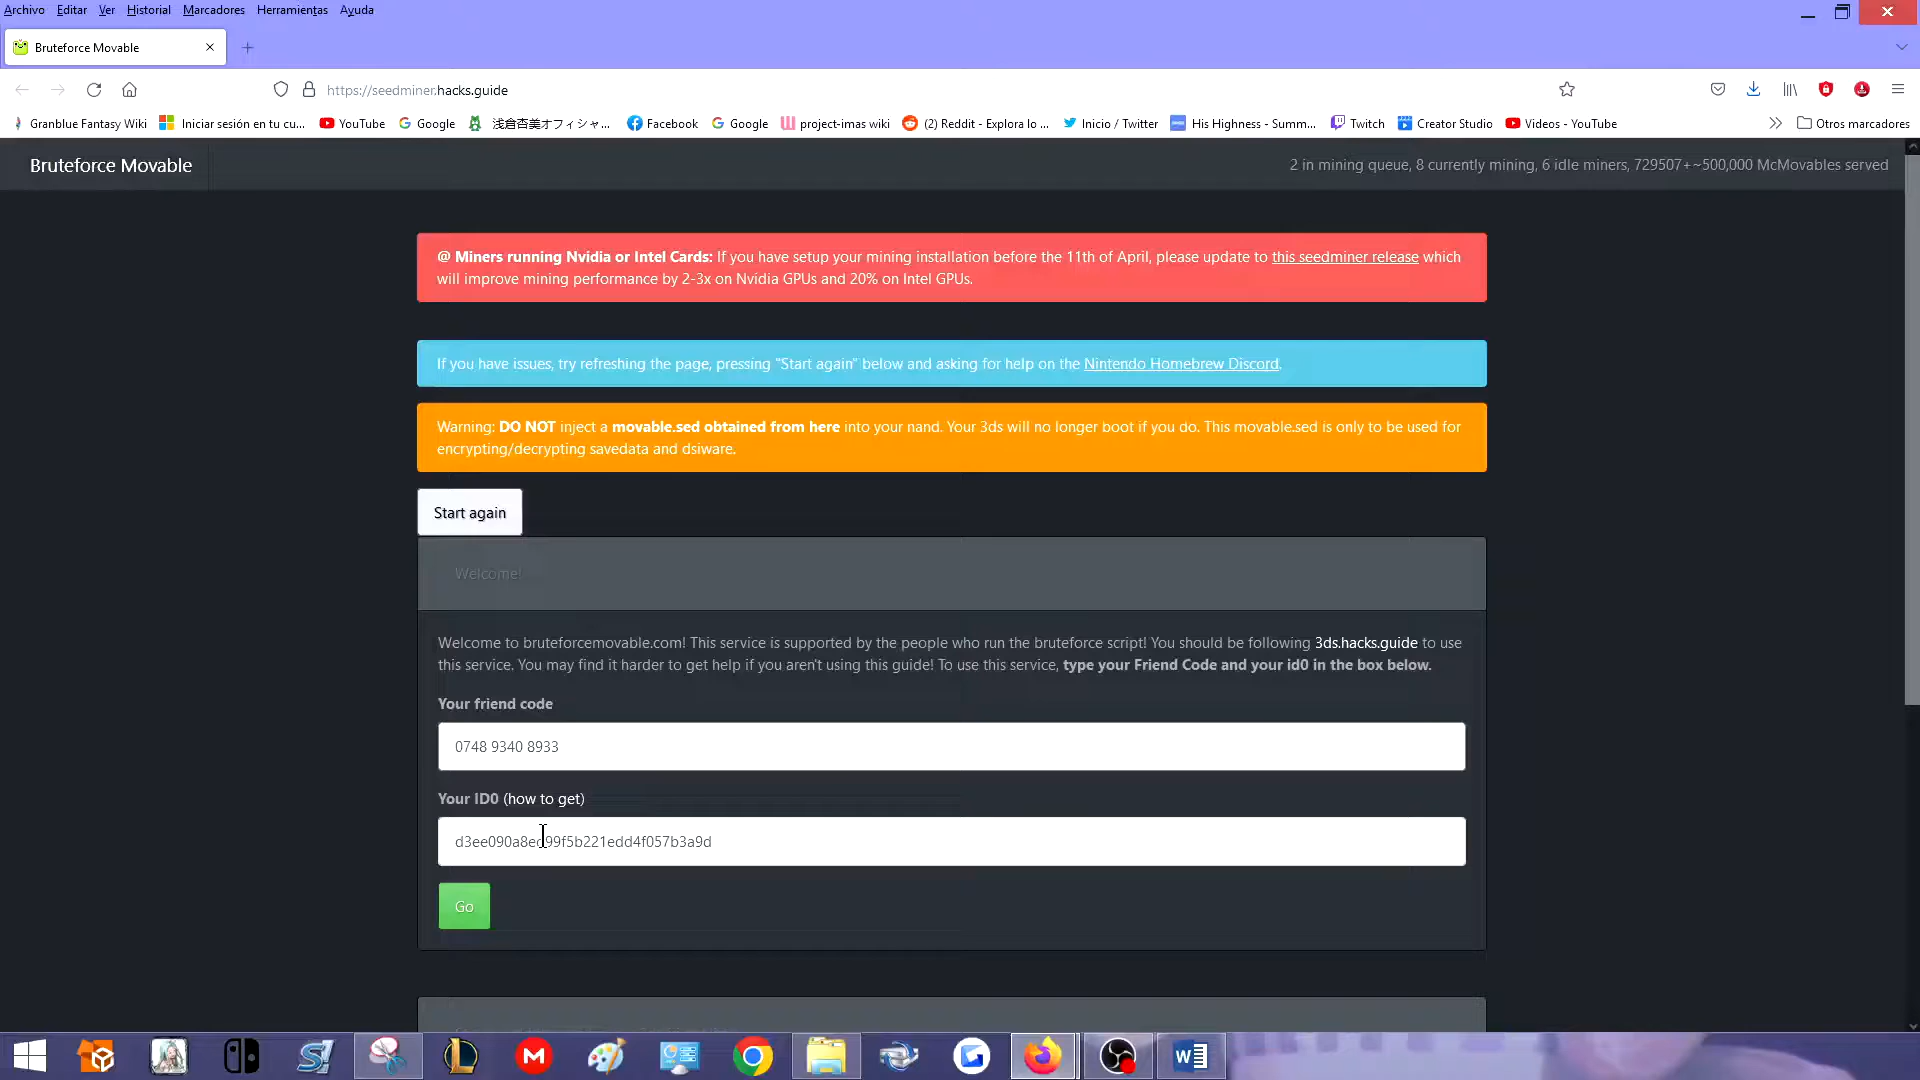 Archivo Editar Ver Historial Marcadores Herramientas Ayuda
Bruteforce Movable
https://seedminer.hacks.guide
Granblue Fantasy Wiki Iniciar sesión en tu cu... YouTube Google 浅倉杏美オフィシャ... Facebook Google project-imas wiki (2) Reddit - Explora lo ... Inicio / Twitter His Highness - Summ... Twitch Creator Studio Videos - YouTube Otros marcadores
Bruteforce Movable
2 in mining queue, 8 currently mining, 6 idle miners, 729507+~500,000 McMovables served
@ Miners running Nvidia or Intel Cards: If you have setup your mining installation before the 11th of April, please update to this seedminer release which
will improve mining performance by 2-3x on Nvidia GPUs and 20% on Intel GPUs.
If you have issues, try refreshing the page, pressing "Start again" below and asking for help on the Nintendo Homebrew Discord.
Warning: DO NOT inject a movable.sed obtained from here into your nand. Your 3ds will no longer boot if you do. This movable.sed is only to be used for
encrypting/decrypting savedata and dsiware.
Start again
Welcome!
Welcome to bruteforcemovable.com! This service is supported by the people who run the bruteforce script! You should be following 3ds.hacks.guide to use
this service. You may find it harder to get help if you aren't using this guide! To use this service, type your Friend Code and your id0 in the box below.
Your friend code
0748 9340 8933
Your ID0 (how to get)
Go